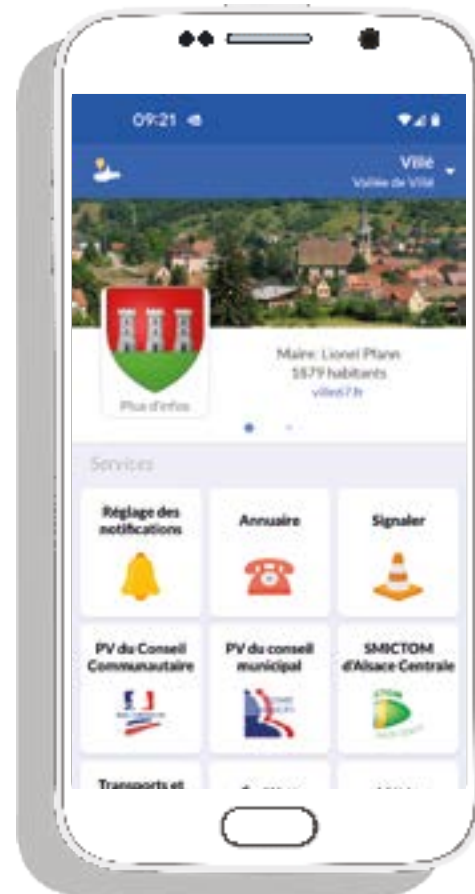 09:21
Villé
Vallée de Villé
Maire: Lionel Pfann
1879 habitants
ville67.fr
Plus d'infos
Services
Réglage des
notifications
Annuaire
Signaler
PV du Conseil
Communautaire
PV du conseil
municipal
SMICTOM
d'Alsace Centrale
Transports et